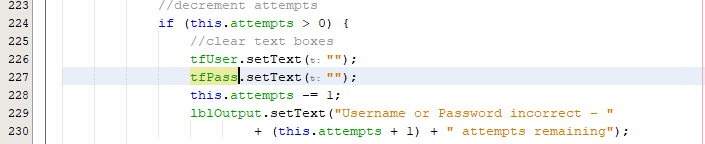 223 //decrement attempts
224 if (this.attempts > 0) {
225 //clear text boxes
226 tfUser.setText(t: "");
227 tfPass.setText(t: "");
228 this.attempts -= 1;
229 lblOutput.setText("Username or Password incorrect - "
230 + (this.attempts + 1) + " attempts remaining");